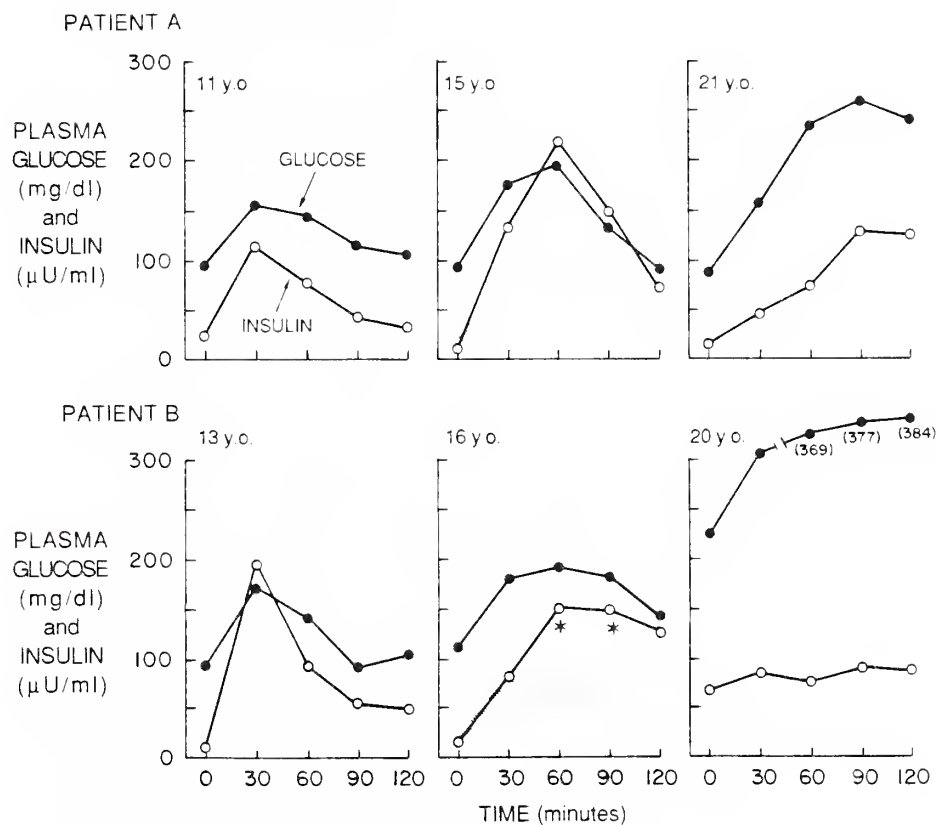 PATIENT A
300
200
100
0
PLASMA
GLUCOSE
(mg/dl)
and
INSULIN
(μU/ml)
11 y.o
GLUCOSE
INSULIN
15 y.o
21 y.o.
PATIENT B
300
200
100
0
PLASMA
GLUCOSE
(mg/dl)
and
INSULIN
(μU/ml)
13 y.o.
16 y.o.
* *
20 y.o.
(369) (377) (384)
0 30 60 90 120
0 30 60 90 120
0 30 60 90 120
TIME (minutes)